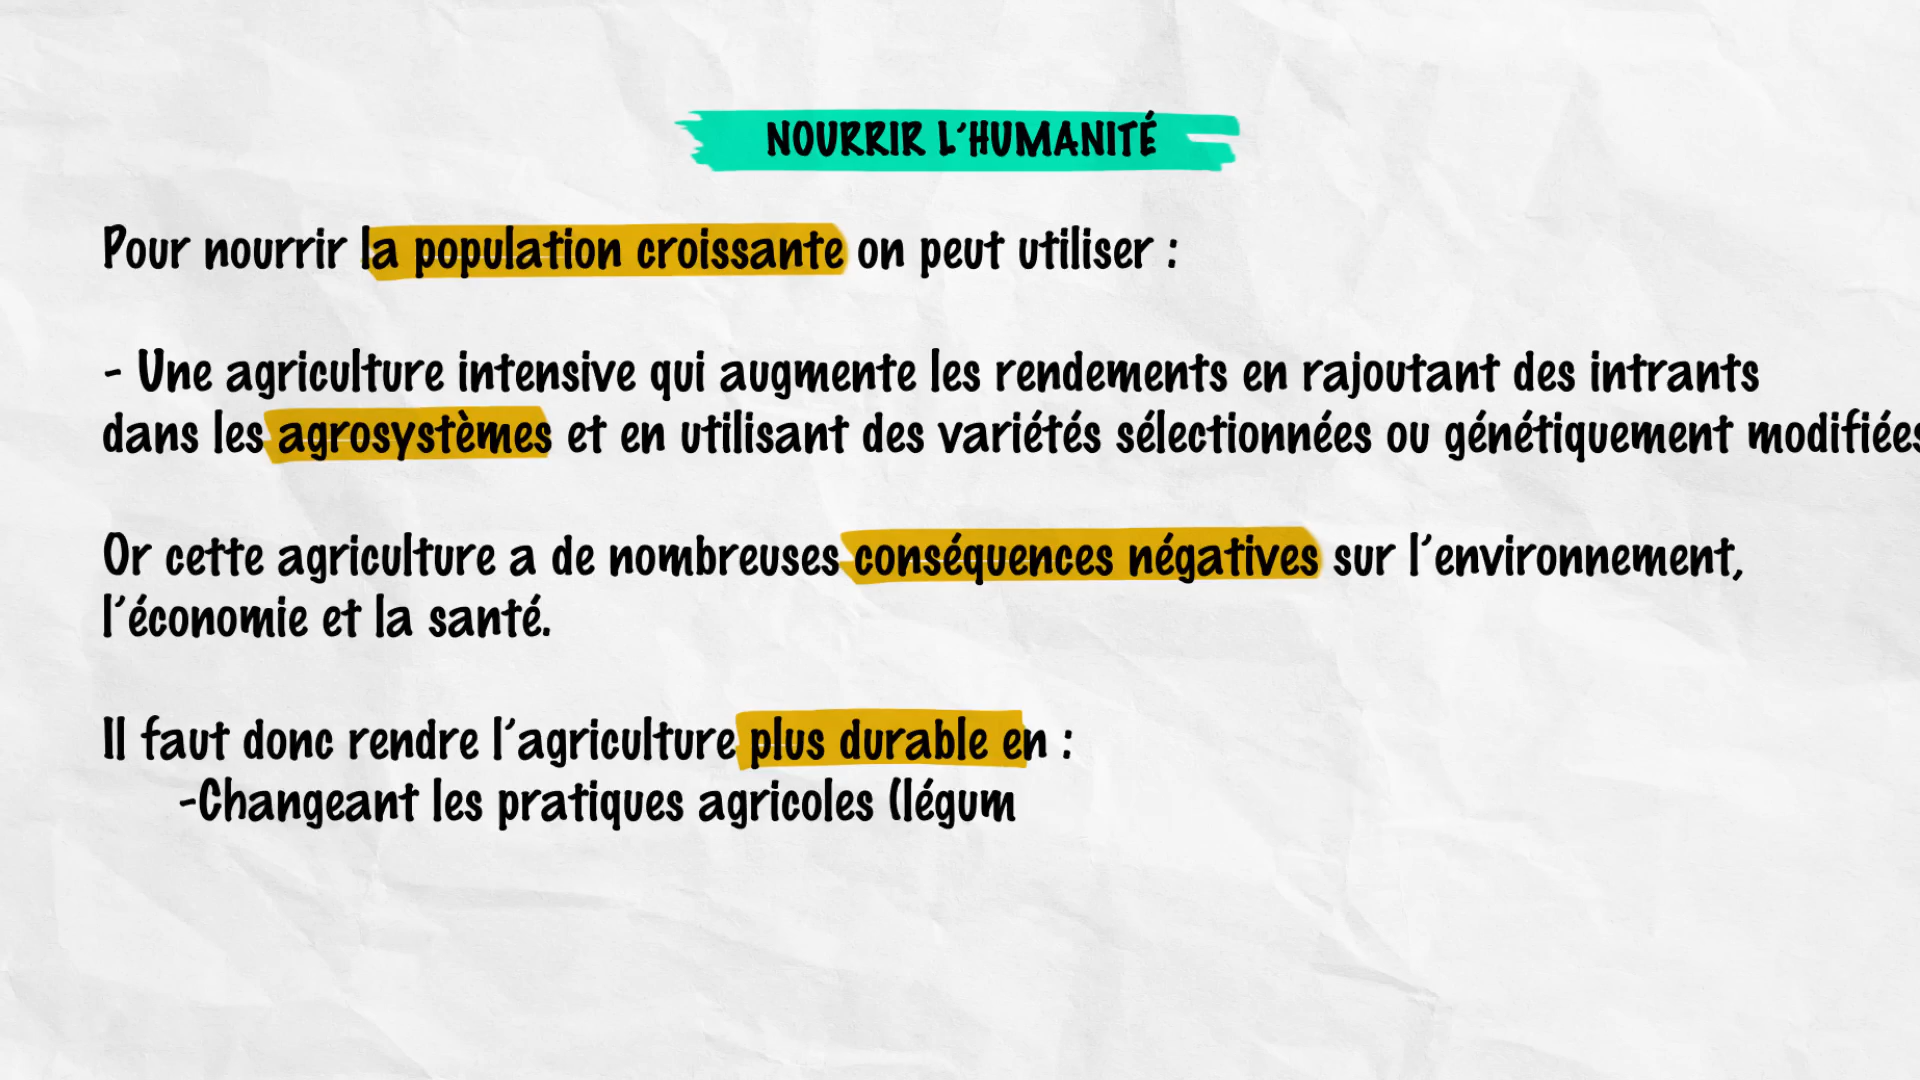 NOURRIR L'HUMANITÉ
Pour nourrir la population croissante on peut utiliser :
- Une agriculture intensive qui augmente les rendements en rajoutant des intrants
dans les agrosystèmes et en utilisant des variétés sélectionnées ou génétiquement modifiées
Or cette agriculture a de nombreuses conséquences négatives sur l'environnement,
l'économie et la santé.
Il faut donc rendre l'agriculture plus durable en :
-Changeant les pratiques agricoles (légum